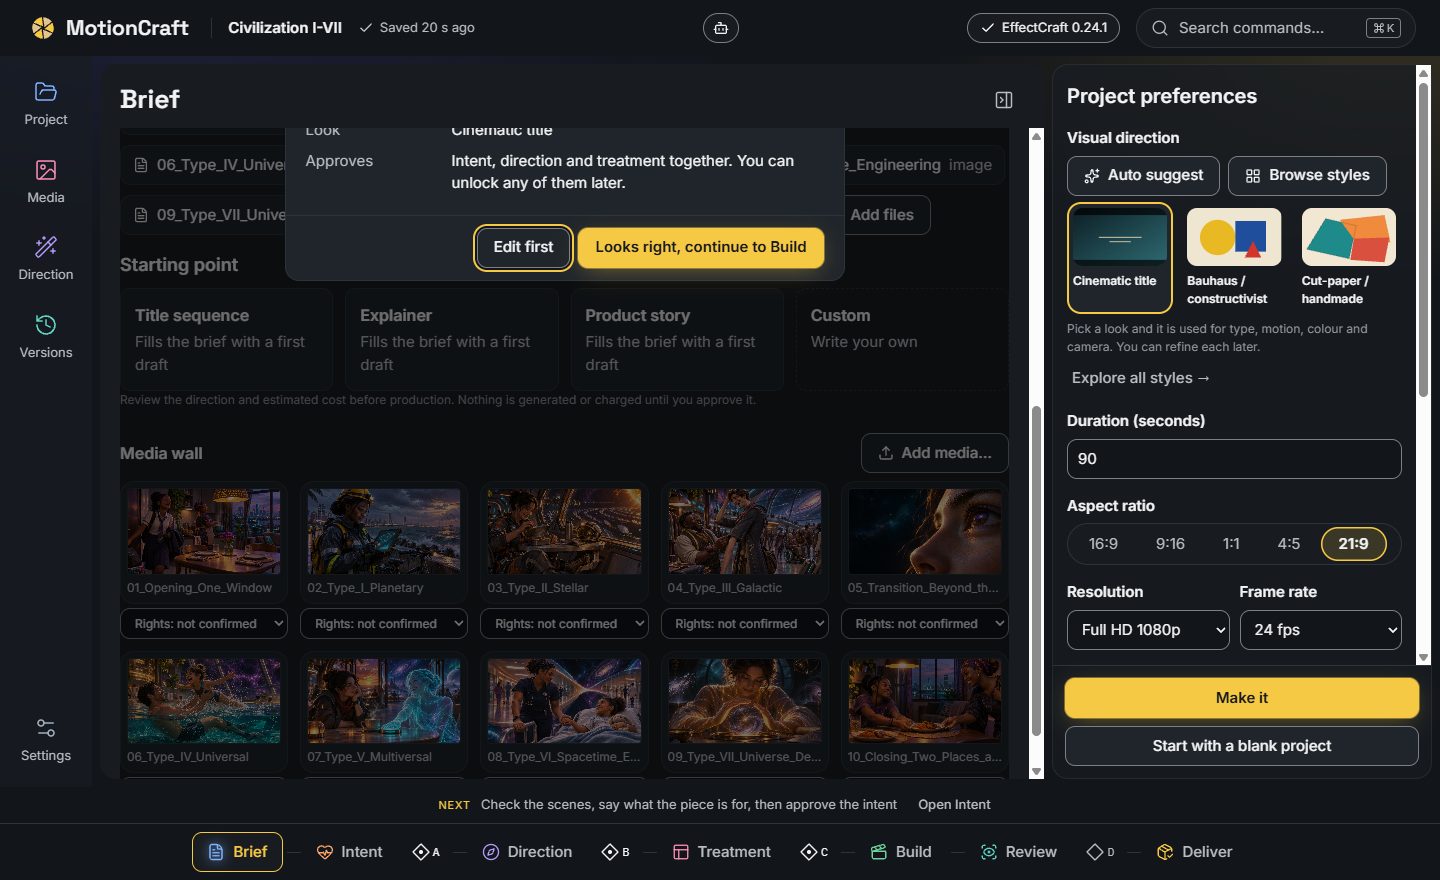 MotionCraft
Civilization I-VII
Saved 20 s ago
EffectCraft 0.24.1
Search commands...
⌘K
Project
Media
Direction
Versions
Settings
Brief
Look
Cinematic title
Approves
Intent, direction and treatment together. You can
unlock any of them later.
Edit first
Looks right, continue to Build
06_Type_IV_Univer
e_Engineering image
09_Type_VII_Unive
Add files
Starting point
Title sequence
Fills the brief with a first
draft
Explainer
Fills the brief with a first
draft
Product story
Fills the brief with a first
draft
Custom
Write your own
Review the direction and estimated cost before production. Nothing is generated or charged until you approve it.
Media wall
Add media...
01_Opening_One_Window
02_Type_I_Planetary
03_Type_II_Stellar
04_Type_III_Galactic
05_Transition_Beyond_th...
Rights: not confirmed
Rights: not confirmed
Rights: not confirmed
Rights: not confirmed
Rights: not confirmed
06_Type_IV_Universal
07_Type_V_Multiversal
08_Type_VI_Spacetime_E...
09_Type_VII_Universe_De...
10_Closing_Two_Places_a...
Project preferences
Visual direction
Auto suggest
Browse styles
Cinematic title
Bauhaus /
constructivist
Cut-paper /
handmade
Pick a look and it is used for type, motion, colour and
camera. You can refine each later.
Explore all styles →
Duration (seconds)
90
Aspect ratio
16:9
9:16
1:1
4:5
21:9
Resolution
Frame rate
Full HD 1080p
24 fps
Make it
Start with a blank project
NEXT Check the scenes, say what the piece is for, then approve the intent Open Intent
Brief
Intent
A
Direction
B
Treatment
C
Build
Review
D
Deliver